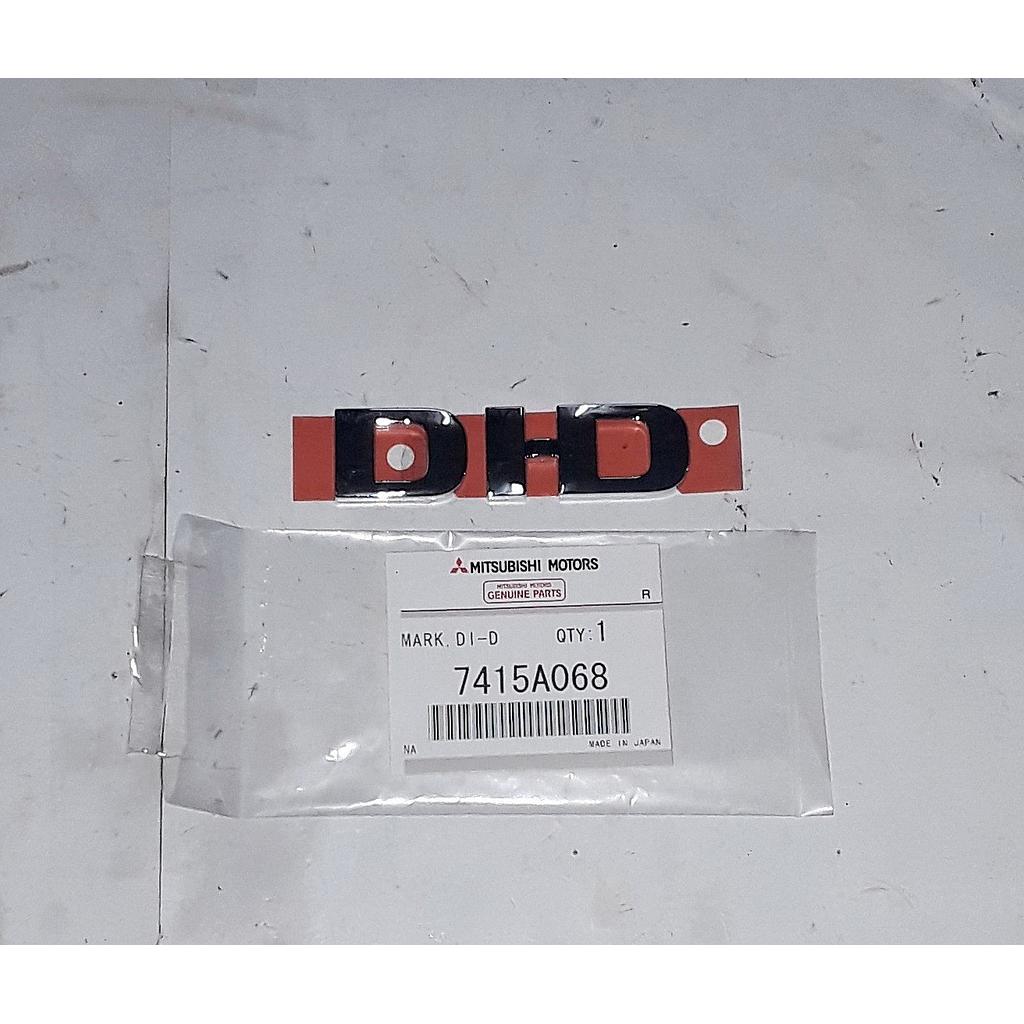 DI-D
MITSUBISHI MOTORS
MITSUBISHI MOTORS
GENUINE PARTS
R
MARK, DI-D QTY:1
7415A068
NA MADE IN JAPAN